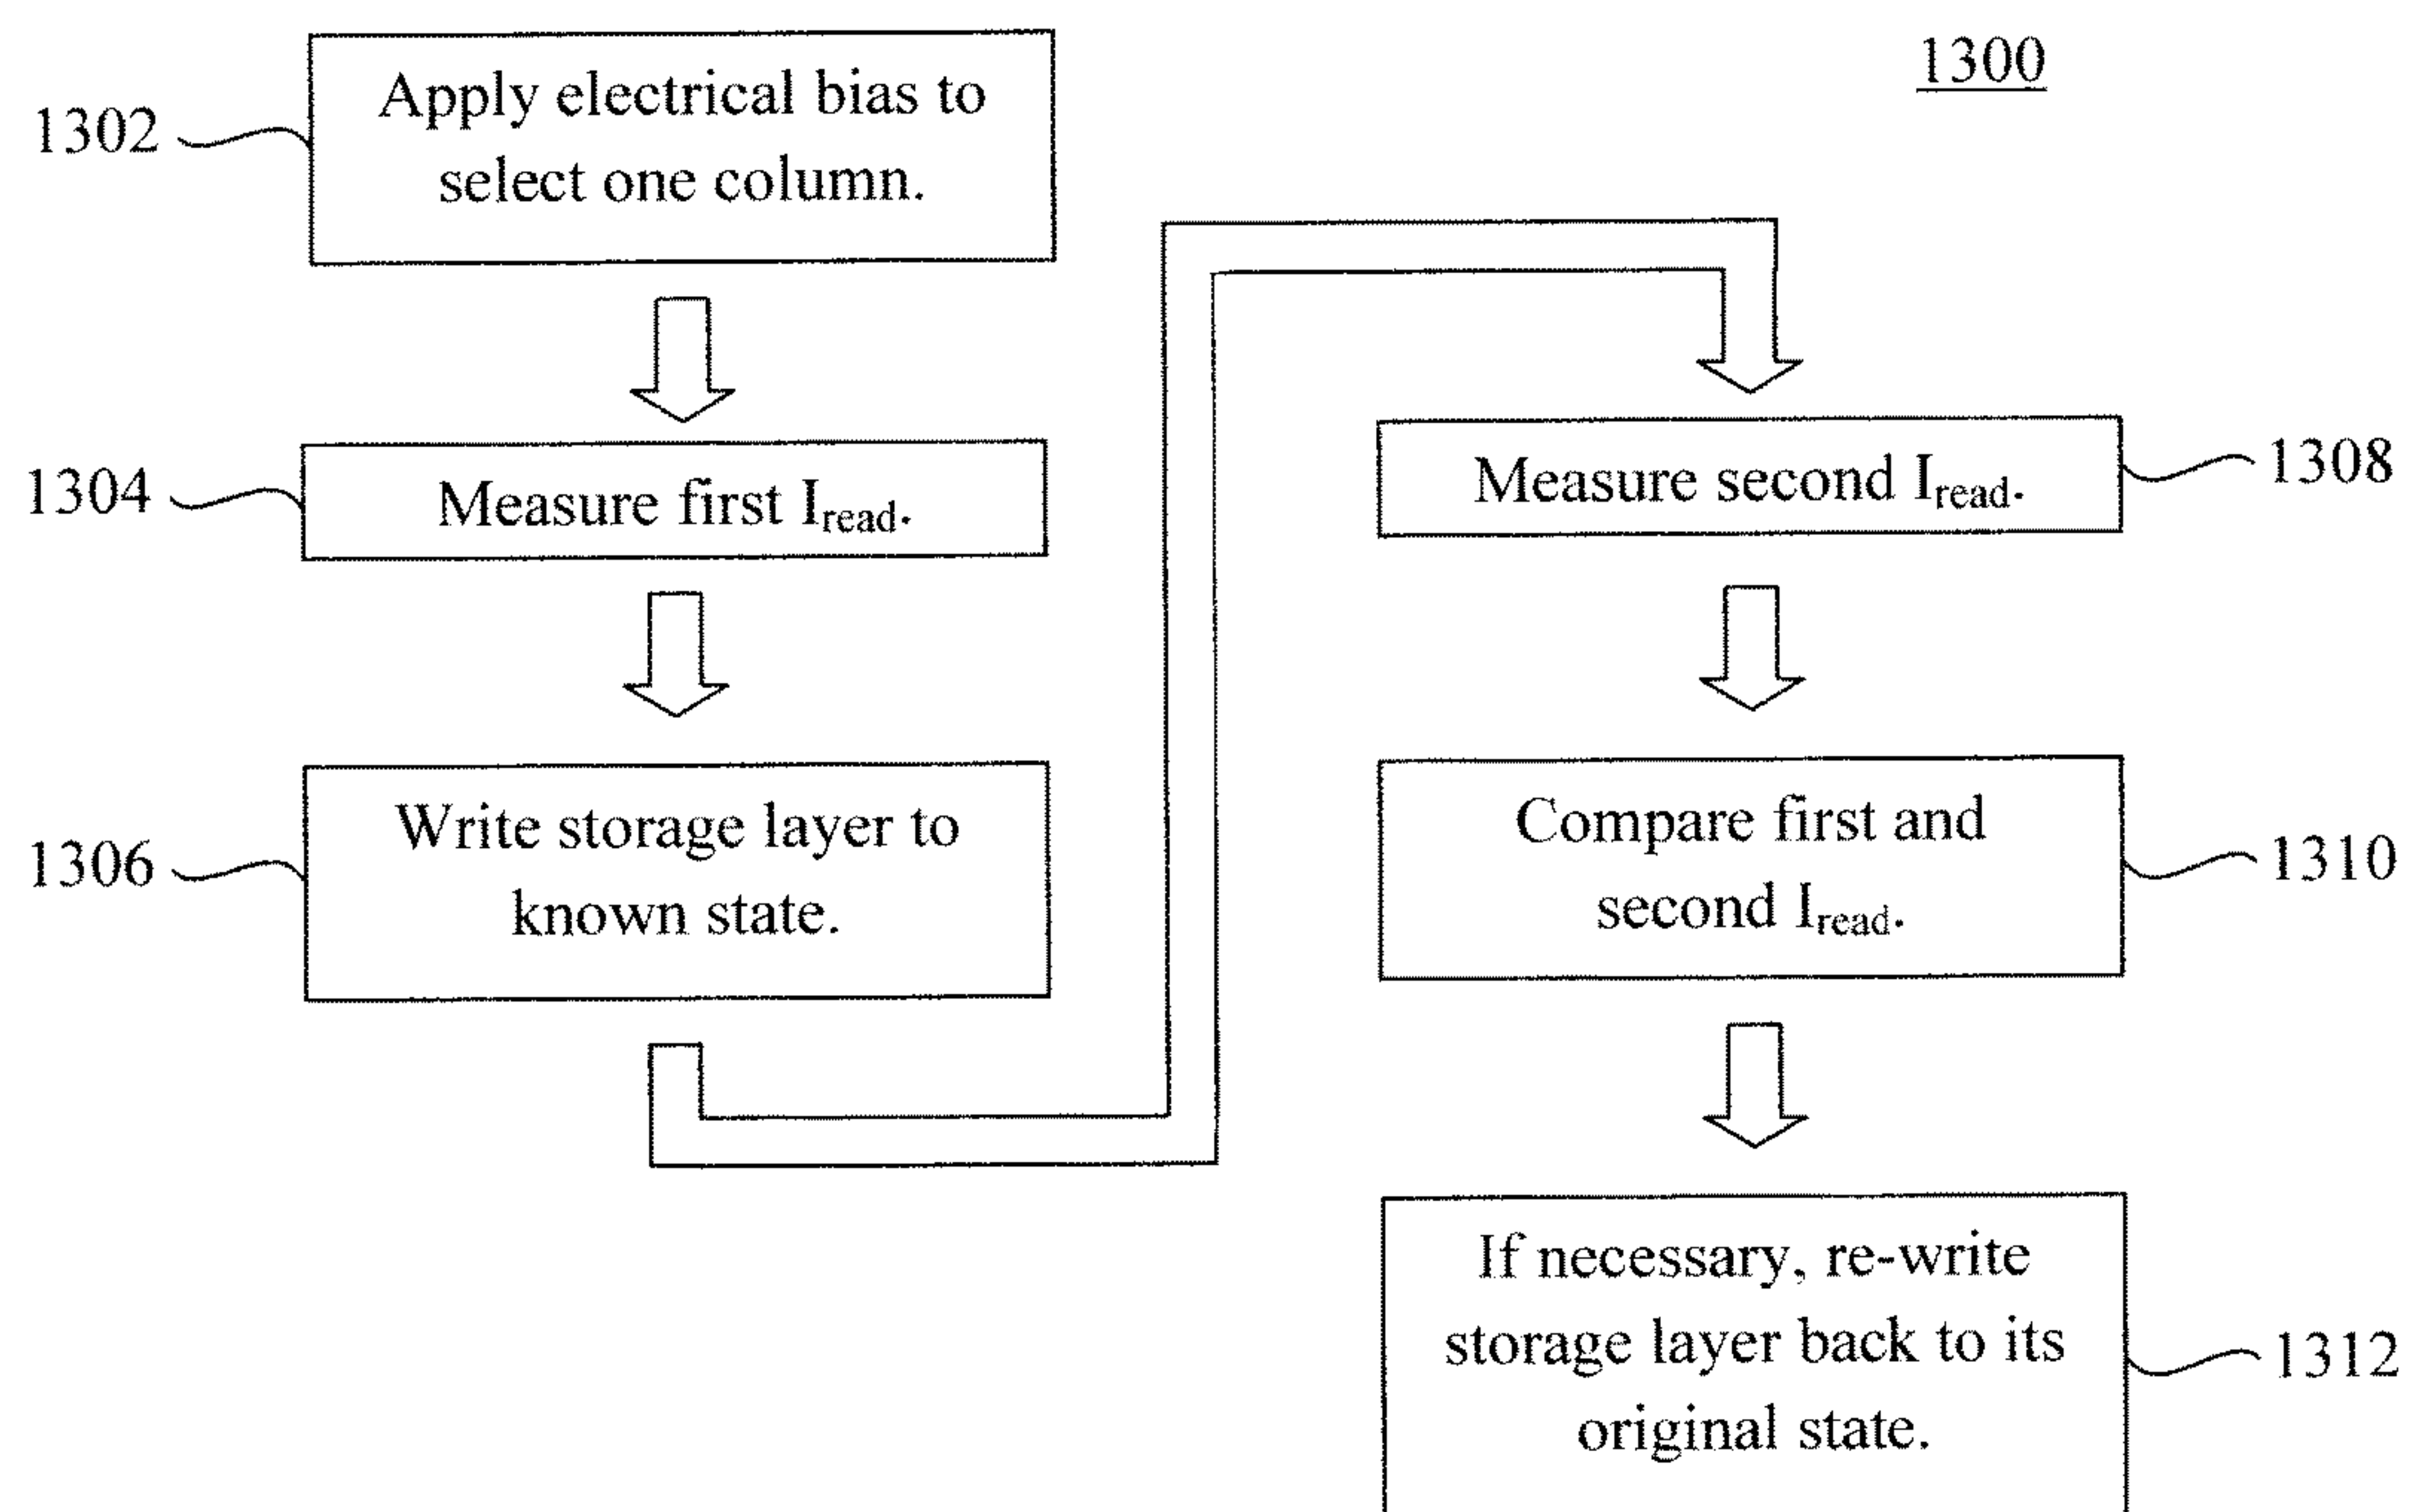 1300
1302
Apply electrical bias to
select one column.
1304
Measure first Iread.
1306
Write storage layer to
known state.
Measure second Iread.
1308
Compare first and
second Iread.
1310
If necessary, re-write
storage layer back to its
original state.
1312